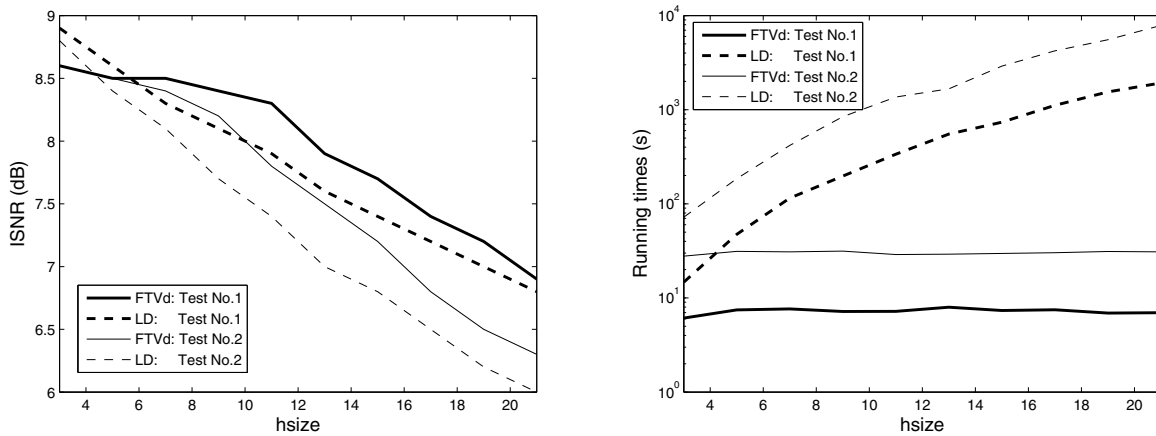 9
8.5
8
7.5
7
6.5
6
ISNR (dB)
4 6 8 10 12 14 16 18 20
hsize
FTVd: Test No.1
LD: Test No.1
FTVd: Test No.2
LD: Test No.2
10^4
10^3
10^2
10^1
10^0
Running times (s)
4 6 8 10 12 14 16 18 20
hsize
FTVd: Test No.1
LD: Test No.1
FTVd: Test No.2
LD: Test No.2